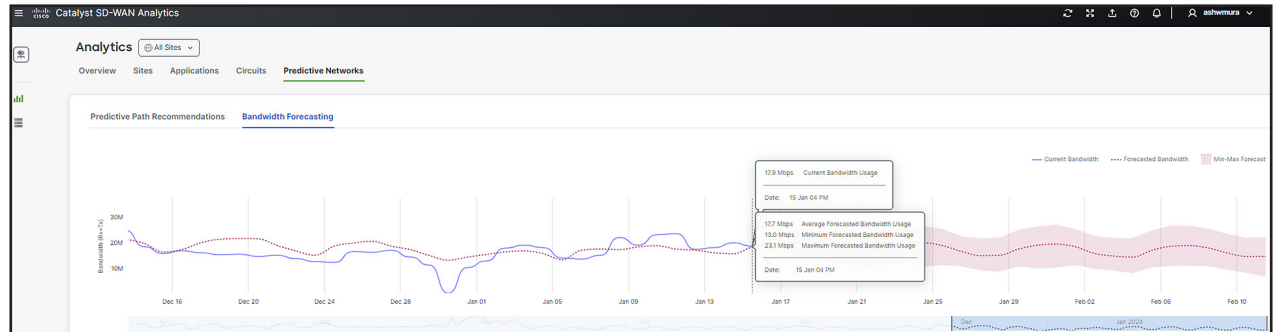 cisco Catalyst SD-WAN Analytics ashwmura
Analytics All Sites
Overview Sites Applications Circuits Predictive Networks
Predictive Path Recommendations Bandwidth Forecasting
Current Bandwidth Forecasted Bandwidth Min-Max Forecast
17.9 Mbps Current Bandwidth Usage
Date: 15 Jan 04 PM
17.7 Mbps Average Forecasted Bandwidth Usage
13.0 Mbps Minimum Forecasted Bandwidth Usage
23.1 Mbps Maximum Forecasted Bandwidth Usage
Date: 15 Jan 04 PM
Bandwidth (Rx+Tx)
30M
20M
10M
Dec 16 Dec 20 Dec 24 Dec 28 Jan 01 Jan 05 Jan 09 Jan 13 Jan 17 Jan 21 Jan 25 Jan 29 Feb 02 Feb 06 Feb 10
Dec Jan 2024